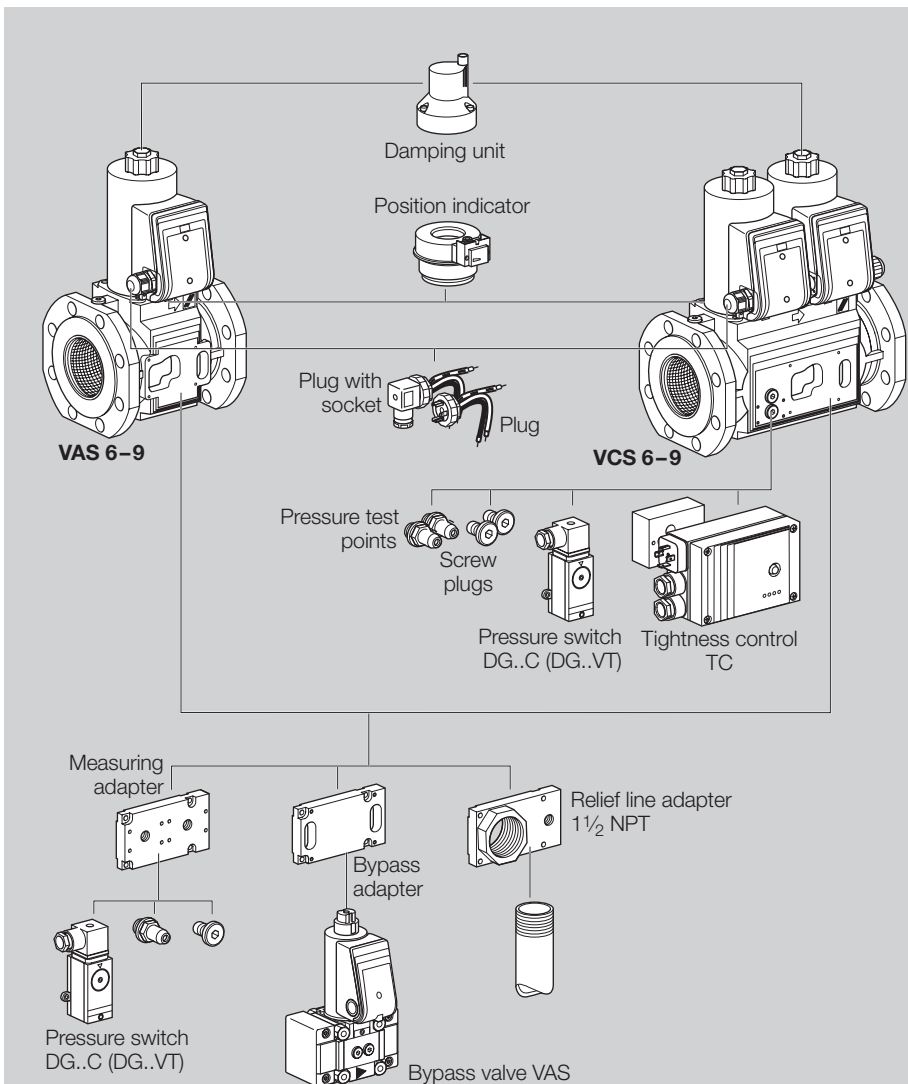 Damping unit
Position indicator
Plug with
socket
Plug
VAS 6–9
VCS 6–9
Pressure test
points
Screw
plugs
Pressure switch
DG..C (DG..VT)
Tightness control
TC
Measuring
adapter
Bypass
adapter
Relief line adapter
1½ NPT
Pressure switch
DG..C (DG..VT)
Bypass valve VAS